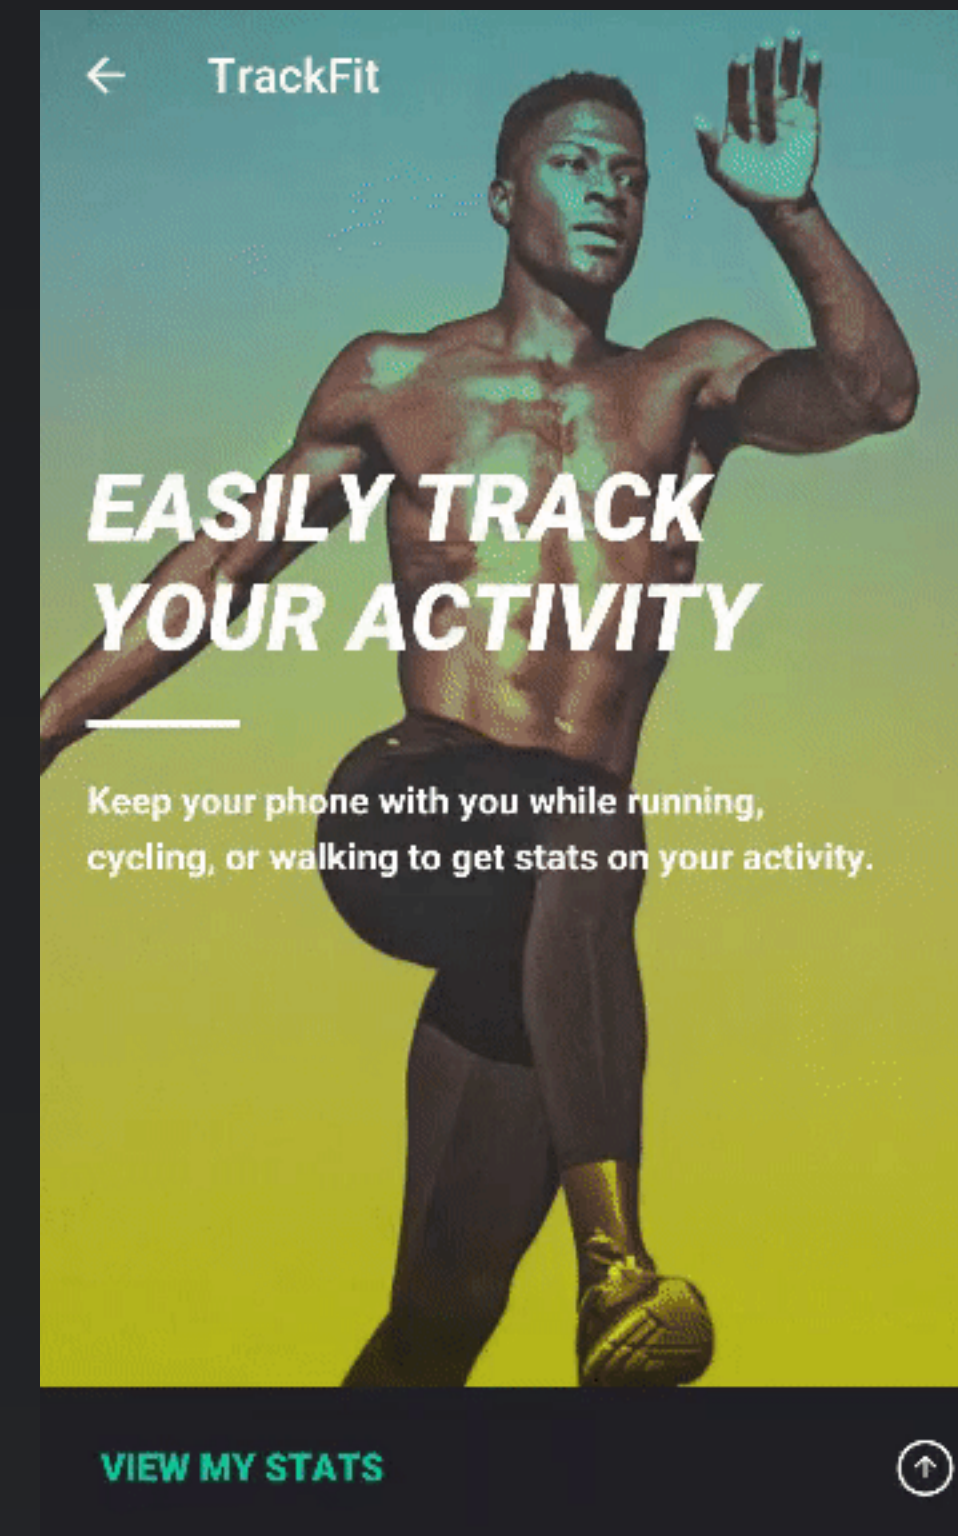 TrackFit
EASILY TRACK
YOUR ACTIVITY
Keep your phone with you while running,
cycling, or walking to get stats on your activity.
VIEW MY STATS